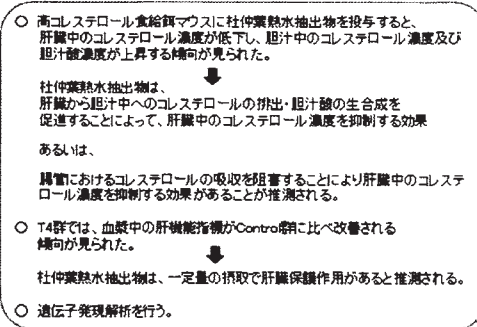 ○ 高コレステロール食給餌マウスに杜仲葉熱水抽出物を投与すると、
肝臓中のコレステロール濃度が低下し、胆汁中のコレステロール濃度及び
胆汁酸濃度が上昇する傾向が見られた。
杜仲葉熱水抽出物は、
肝臓から胆汁中へのコレステロールの排出・胆汁酸の生合成を
促進することによって、肝臓中のコレステロール濃度を抑制する効果
あるいは、
腸管におけるコレステロールの吸収を阻害することにより肝臓中のコレステ
ロール濃度を抑制する効果があることが推測される。
○ T4群では、血漿中の肝機能指標がControl群に比べ改善される
傾向が見られた。
杜仲葉熱水抽出物は、一定量の摂取で肝臓保護作用があると推測される。
○ 遺伝子発現解析を行う。